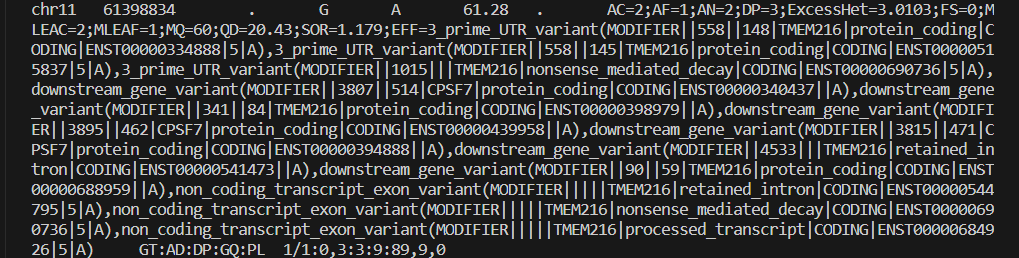 chr11 61398834 . G A 61.28 . AC=2;AF=1;AN=2;DP=3;ExcessHet=3.0103;FS=0;M
LEAC=2;MLEAF=1;MQ=60;QD=20.43;SOR=1.179;EFF=3_prime_UTR_variant(MODIFIER||558||148|TMEM216|protein_coding|C
ODING|ENST00000334888|5|A),3_prime_UTR_variant(MODIFIER||558||145|TMEM216|protein_coding|CODING|ENST0000051
5837|5|A),3_prime_UTR_variant(MODIFIER||1015|||TMEM216|nonsense_mediated_decay|CODING|ENST00000690736|5|A),
downstream_gene_variant(MODIFIER||3807||514|CPSF7|protein_coding|CODING|ENST00000340437||A),downstream_gene
_variant(MODIFIER||341||84|TMEM216|protein_coding|CODING|ENST00000398979||A),downstream_gene_variant(MODIFI
ER||3895||462|CPSF7|protein_coding|CODING|ENST00000439958||A),downstream_gene_variant(MODIFIER||3815||471|C
PSF7|protein_coding|CODING|ENST00000394888||A),downstream_gene_variant(MODIFIER||4533|||TMEM216|retained_in
tron|CODING|ENST00000541473||A),downstream_gene_variant(MODIFIER||90||59|TMEM216|protein_coding|CODING|ENST
00000688959||A),non_coding_transcript_exon_variant(MODIFIER|||||TMEM216|retained_intron|CODING|ENST00000544
795|5|A),non_coding_transcript_exon_variant(MODIFIER|||||TMEM216|nonsense_mediated_decay|CODING|ENST0000069
0736|5|A),non_coding_transcript_exon_variant(MODIFIER|||||TMEM216|processed_transcript|CODING|ENST000006849
26|5|A) GT:AD:DP:GQ:PL 1/1:0,3:3:9:89,9,0